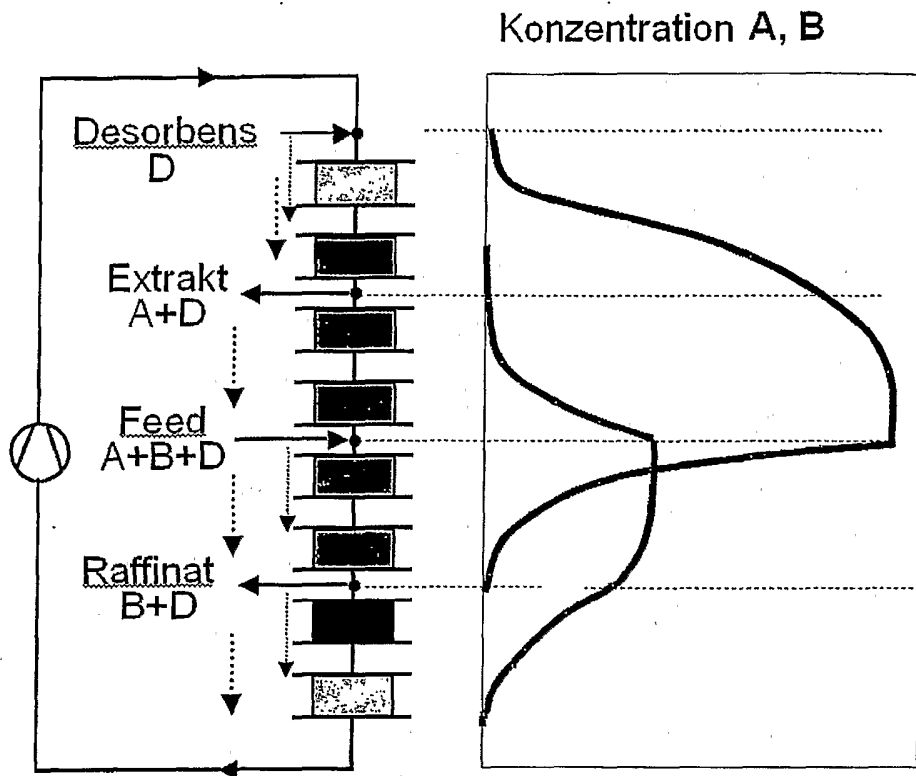 Konzentration A, B
Desorbens
D
Extrakt
A+D
Feed
A+B+D
Raffinat
B+D